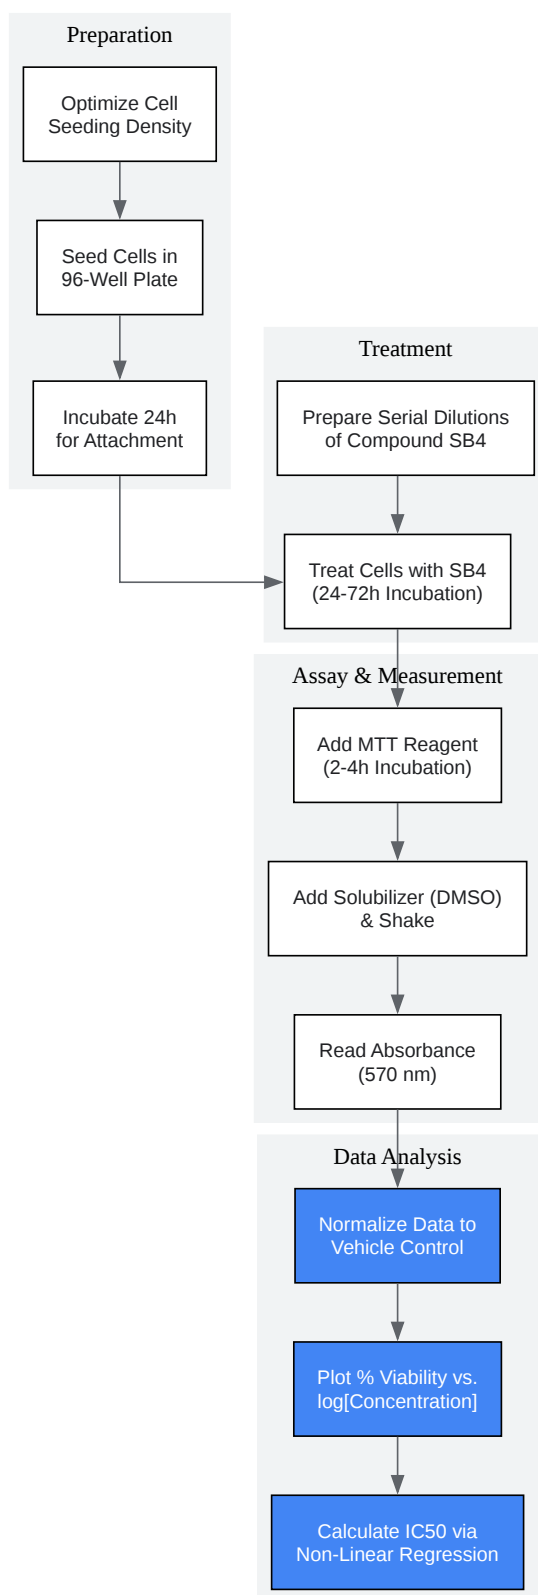 Preparation
Optimize Cell
Seeding Density
Seed Cells in
96-Well Plate
Incubate 24h
for Attachment
Treatment
Prepare Serial Dilutions
of Compound SB4
Treat Cells with SB4
(24-72h Incubation)
Assay & Measurement
Add MTT Reagent
(2-4h Incubation)
Add Solubilizer (DMSO)
& Shake
Read Absorbance
(570 nm)
Data Analysis
Normalize Data to
Vehicle Control
Plot % Viability vs.
log[Concentration]
Calculate IC50 via
Non-Linear Regression